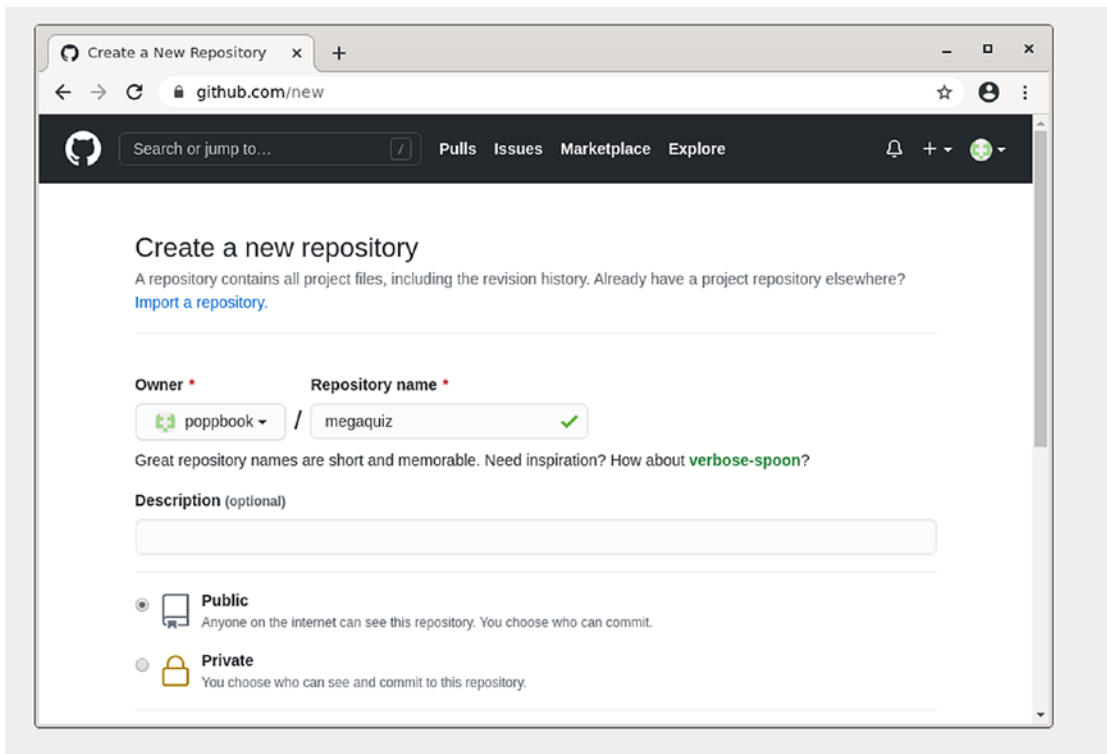 Create a New Repository
github.com/new
Search or jump to... / Pulls Issues Marketplace Explore
Create a new repository
A repository contains all project files, including the revision history. Already have a project repository elsewhere?
Import a repository.
Owner * Repository name *
poppbook / megaquiz
Great repository names are short and memorable. Need inspiration? How about verbose-spoon?
Description (optional)
Public
Anyone on the internet can see this repository. You choose who can commit.
Private
You choose who can see and commit to this repository.